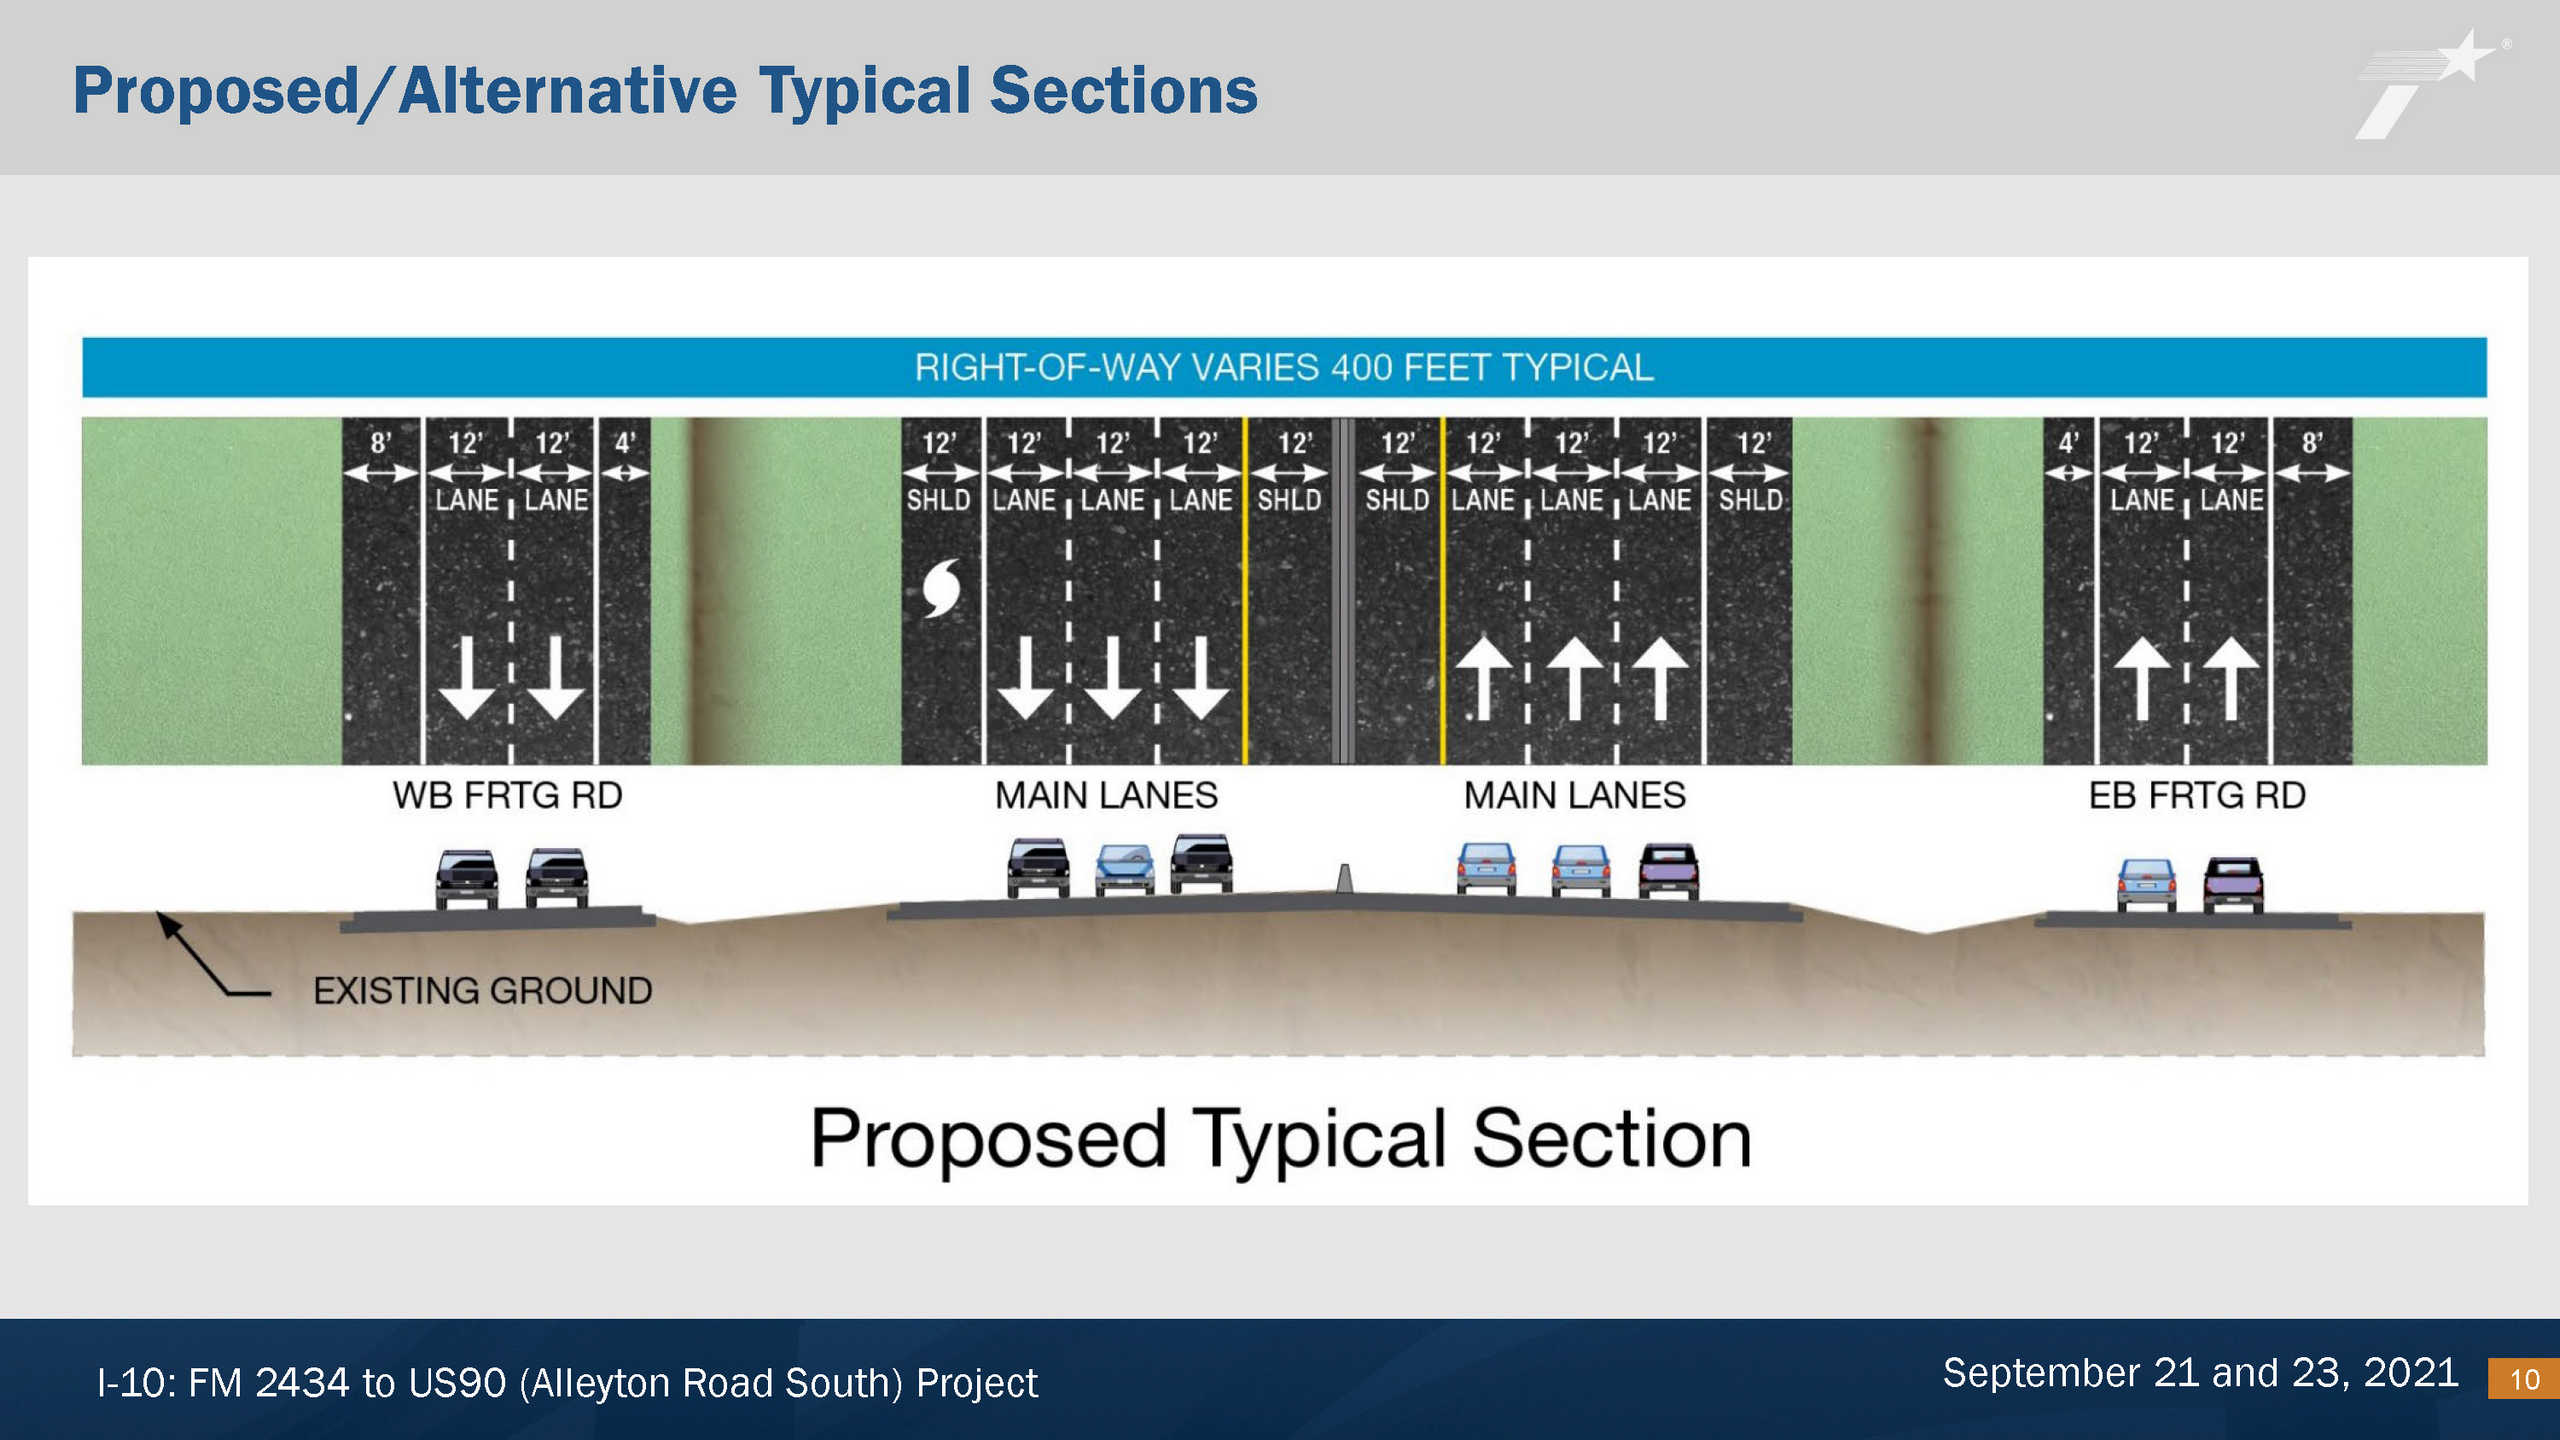 Proposed/Alternative Typical Sections
®
RIGHT-OF-WAY VARIES 400 FEET TYPICAL
8' 12' 12' 4' 12' 12' 12' 12' 12' 12' 12' 12' 12' 12' 4' 12' 12' 8'
LANE LANE SHLD LANE LANE LANE SHLD SHLD LANE LANE LANE SHLD LANE LANE
WB FRTG RD MAIN LANES MAIN LANES EB FRTG RD
EXISTING GROUND
Proposed Typical Section
I-10: FM 2434 to US90 (Alleyton Road South) Project
September 21 and 23, 2021
10